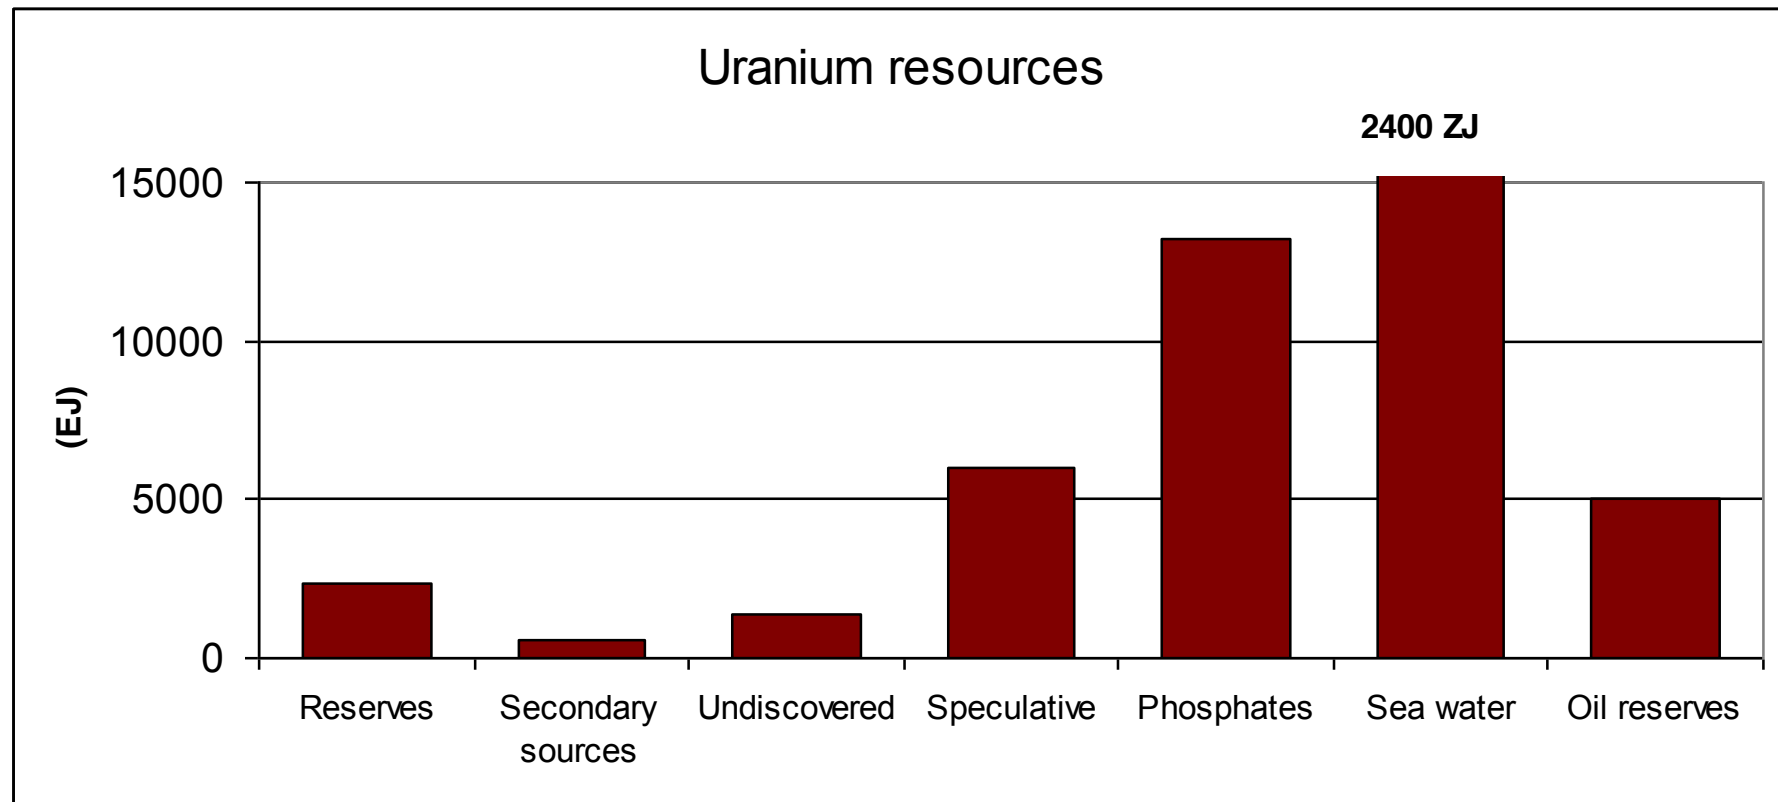 Uranium resources
2400 ZJ
15000
10000
5000
0
(EJ)
Reserves
Secondary
sources
Undiscovered
Speculative
Phosphates
Sea water
Oil reserves